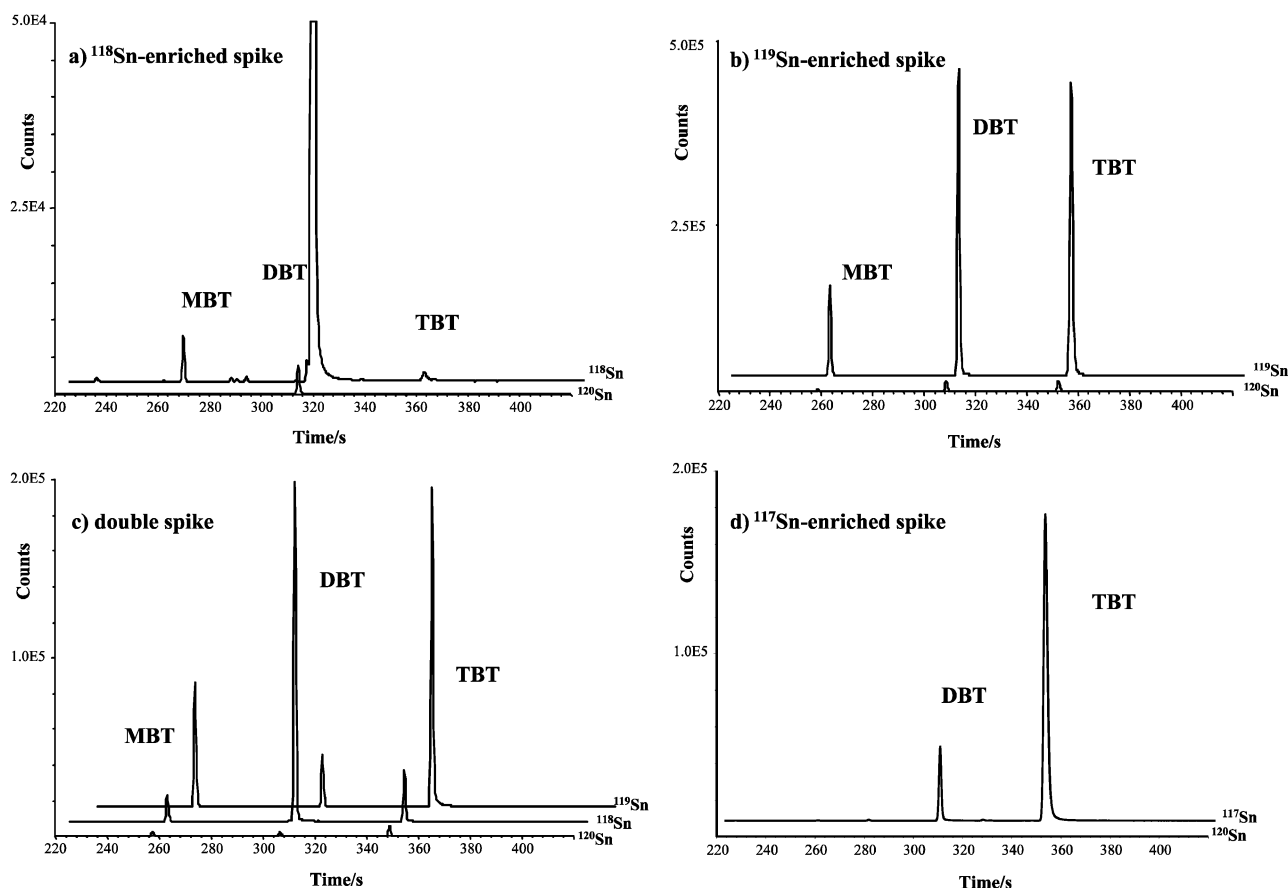 5.0E4
a) ¹¹⁸Sn-enriched spike
Counts
2.5E4
DBT
MBT
TBT
¹¹⁸Sn
¹²⁰Sn
220 240 260 280 300 320 340 360 380 400
Time/s
5.0E5
b) ¹¹⁹Sn-enriched spike
Counts
DBT
TBT
2.5E5
MBT
¹¹⁹Sn
¹²⁰Sn
220 240 260 280 300 320 340 360 380 400
Time/s
2.0E5
c) double spike
Counts
DBT
1.0E5
TBT
MBT
¹¹⁹Sn
¹¹⁸Sn
¹²⁰Sn
220 240 260 280 300 320 340 360 380 400
Time/s
2.0E5
d) ¹¹⁷Sn-enriched spike
Counts
TBT
1.0E5
DBT
¹¹⁷Sn
¹²⁰Sn
220 240 260 280 300 320 340 360 380 400
Time/s